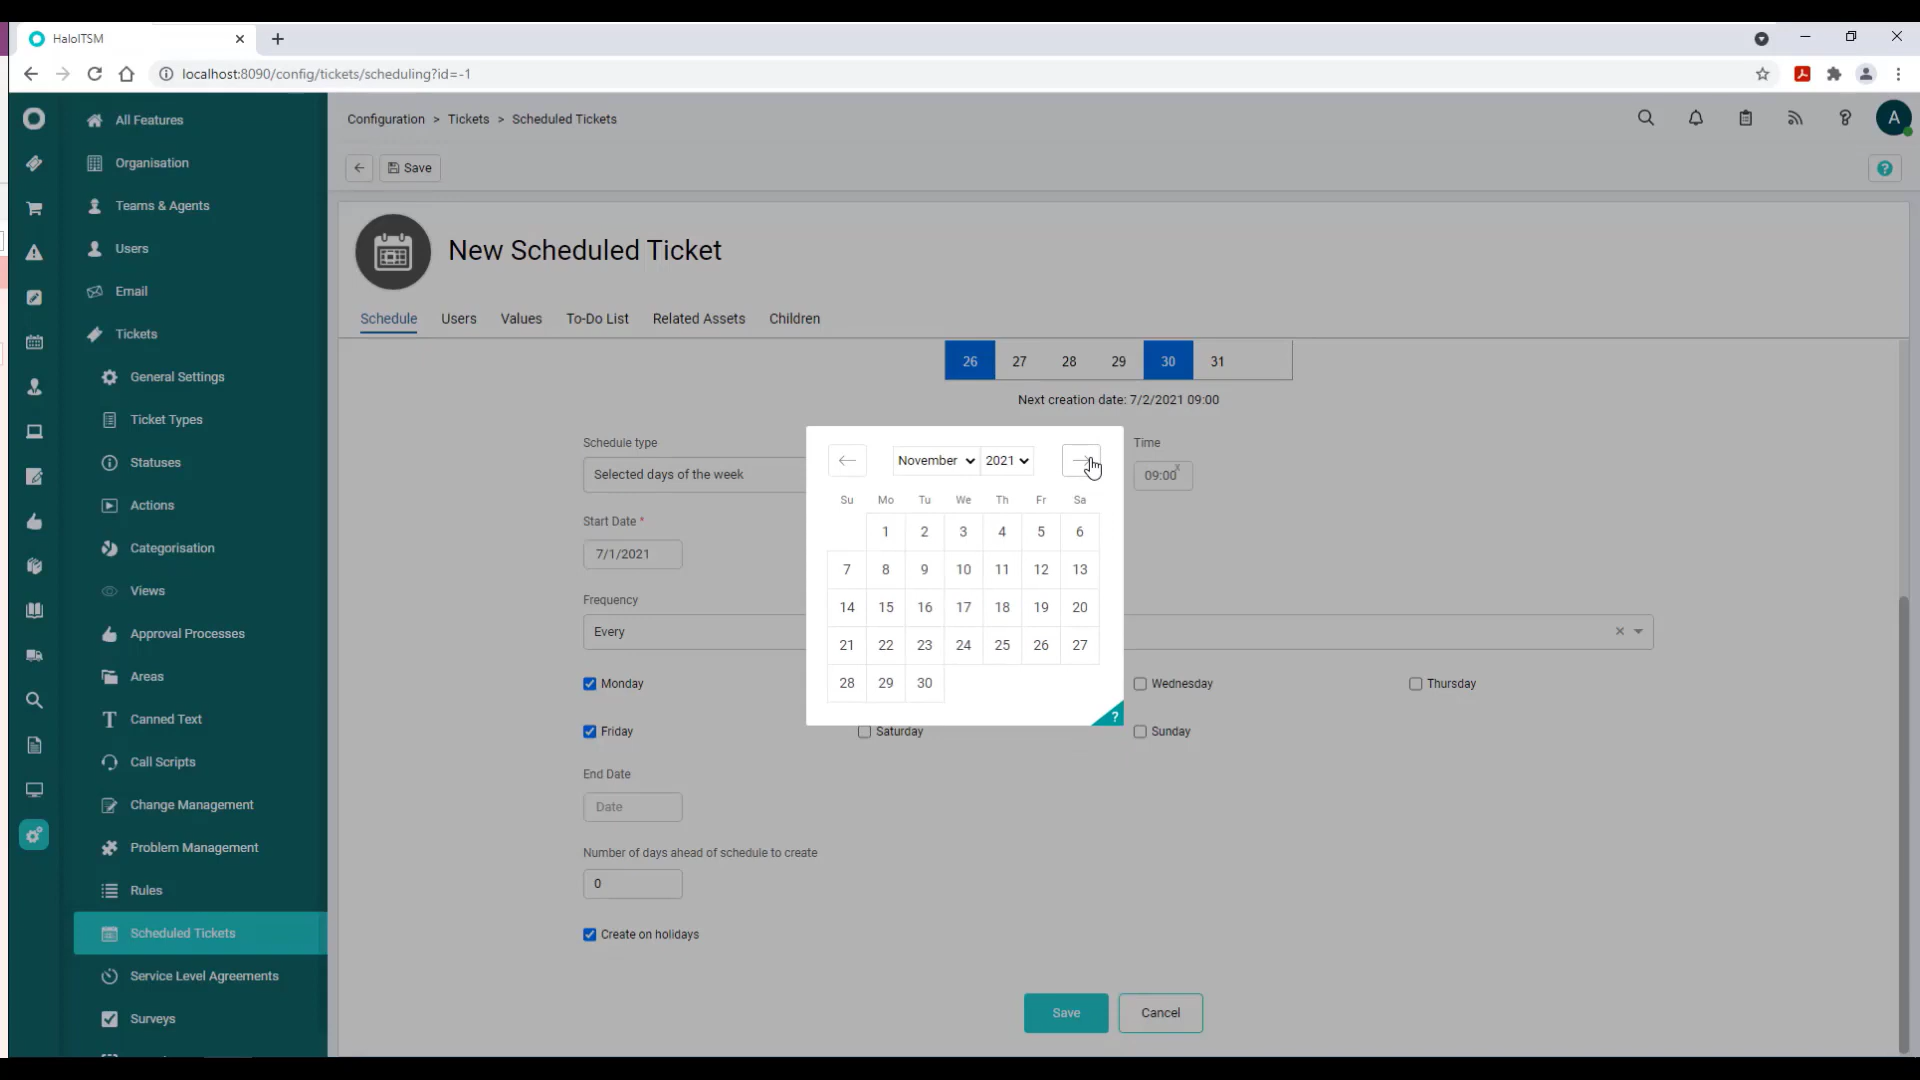 HaloITSM
localhost:8090/config/tickets/scheduling?id=-1
All Features
Organisation
Teams & Agents
Users
Email
Tickets
General Settings
Ticket Types
Statuses
Actions
Categorisation
Views
Approval Processes
Areas
Canned Text
Call Scripts
Change Management
Problem Management
Rules
Scheduled Tickets
Service Level Agreements
Surveys
Configuration > Tickets > Scheduled Tickets
A
Save
New Scheduled Ticket
Schedule Users Values To-Do List Related Assets Children
26 27 28 29 30 31
Next creation date: 7/2/2021 09:00
Schedule type
Selected days of the week
Time
09:00
x
Start Date *
7/1/2021
Frequency
Every
November 2021
Su Mo Tu We Th Fr Sa
1 2 3 4 5 6
7 8 9 10 11 12 13
14 15 16 17 18 19 20
21 22 23 24 25 26 27
28 29 30
?
Monday Wednesday Thursday
Friday Saturday Sunday
End Date
Date
Number of days ahead of schedule to create
0
Create on holidays
Save Cancel